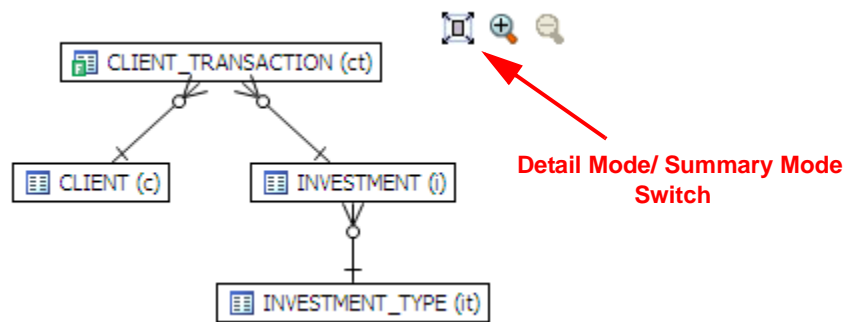 CLIENT_TRANSACTION (ct)
CLIENT (c)
INVESTMENT (i)
Detail Mode/ Summary Mode
Switch
INVESTMENT_TYPE (it)